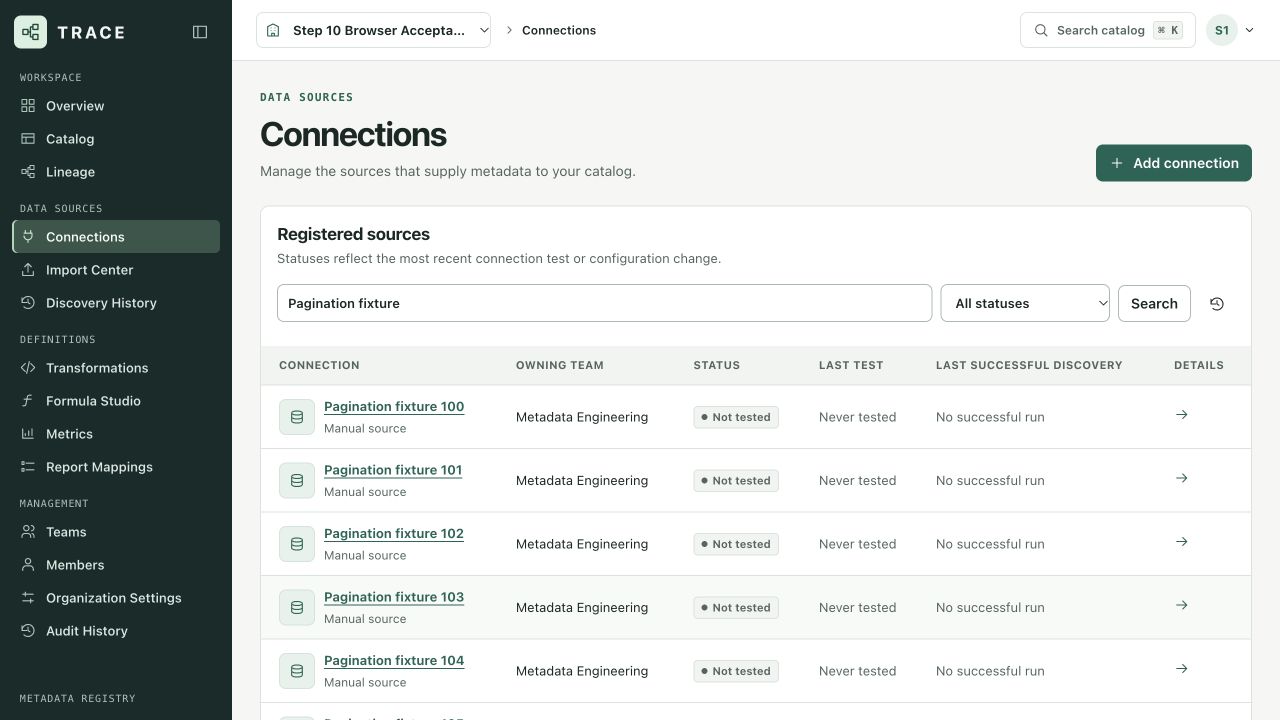 TRACE
WORKSPACE
Overview
Catalog
Lineage
DATA SOURCES
Connections
Import Center
Discovery History
DEFINITIONS
Transformations
Formula Studio
Metrics
Report Mappings
MANAGEMENT
Teams
Members
Organization Settings
Audit History
METADATA REGISTRY
Step 10 Browser Accepta...
Connections
Search catalog ⌘ K
S1
DATA SOURCES
Connections
Manage the sources that supply metadata to your catalog.
Add connection
Registered sources
Statuses reflect the most recent connection test or configuration change.
Pagination fixture
All statuses
Search
CONNECTION OWNING TEAM STATUS LAST TEST LAST SUCCESSFUL DISCOVERY DETAILS
Pagination fixture 100
Manual source
Metadata Engineering Not tested Never tested No successful run
Pagination fixture 101
Manual source
Metadata Engineering Not tested Never tested No successful run
Pagination fixture 102
Manual source
Metadata Engineering Not tested Never tested No successful run
Pagination fixture 103
Manual source
Metadata Engineering Not tested Never tested No successful run
Pagination fixture 104
Manual source
Metadata Engineering Not tested Never tested No successful run